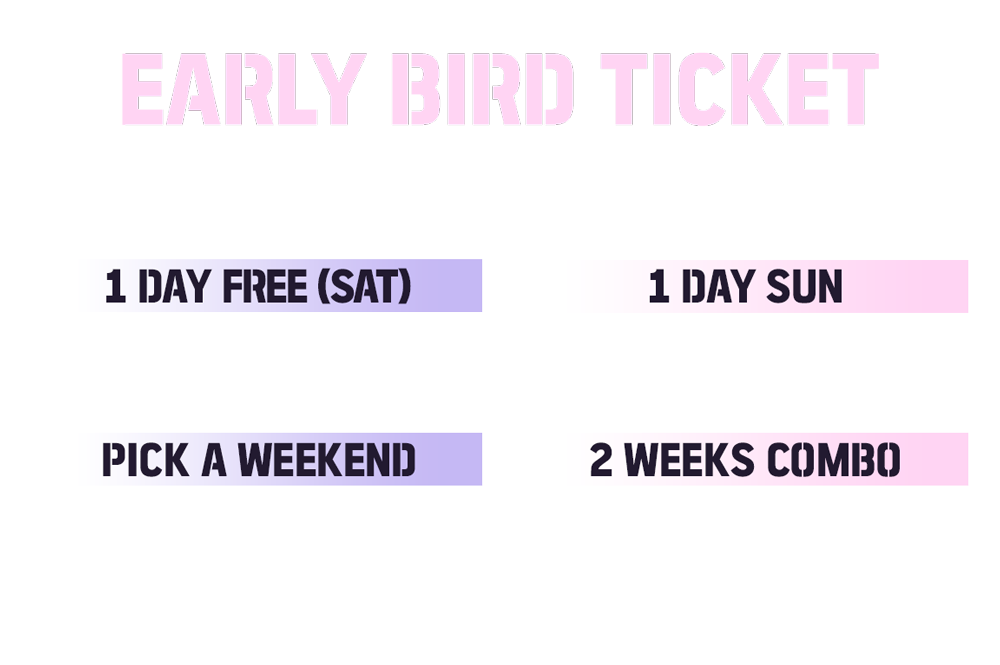 EARLY BIRD TICKET
1 DAY FREE (SAT)
1 DAY SUN
PICK A WEEKEND
2 WEEKS COMBO